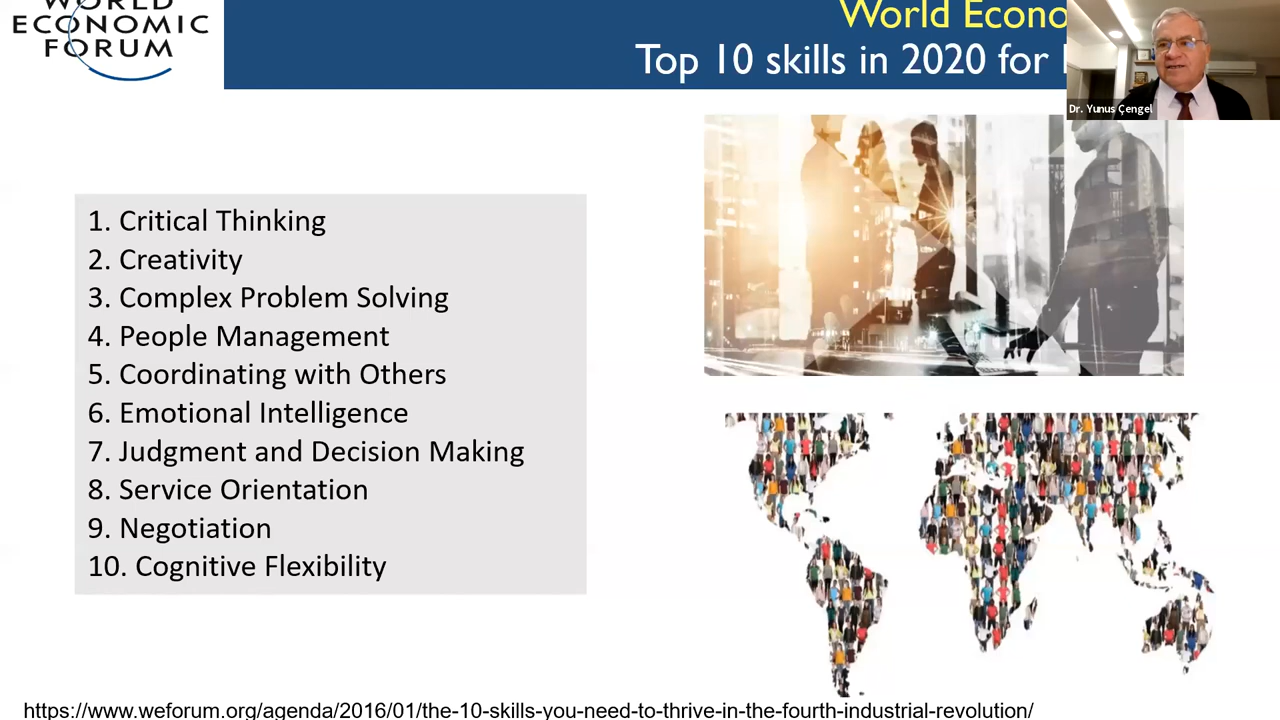 WORLD
ECONOMIC
FORUM
World Econo
Top 10 skills in 2020 for
Dr. Yunus Çengel
1. Critical Thinking
2. Creativity
3. Complex Problem Solving
4. People Management
5. Coordinating with Others
6. Emotional Intelligence
7. Judgment and Decision Making
8. Service Orientation
9. Negotiation
10. Cognitive Flexibility
https://www.weforum.org/agenda/2016/01/the-10-skills-you-need-to-thrive-in-the-fourth-industrial-revolution/